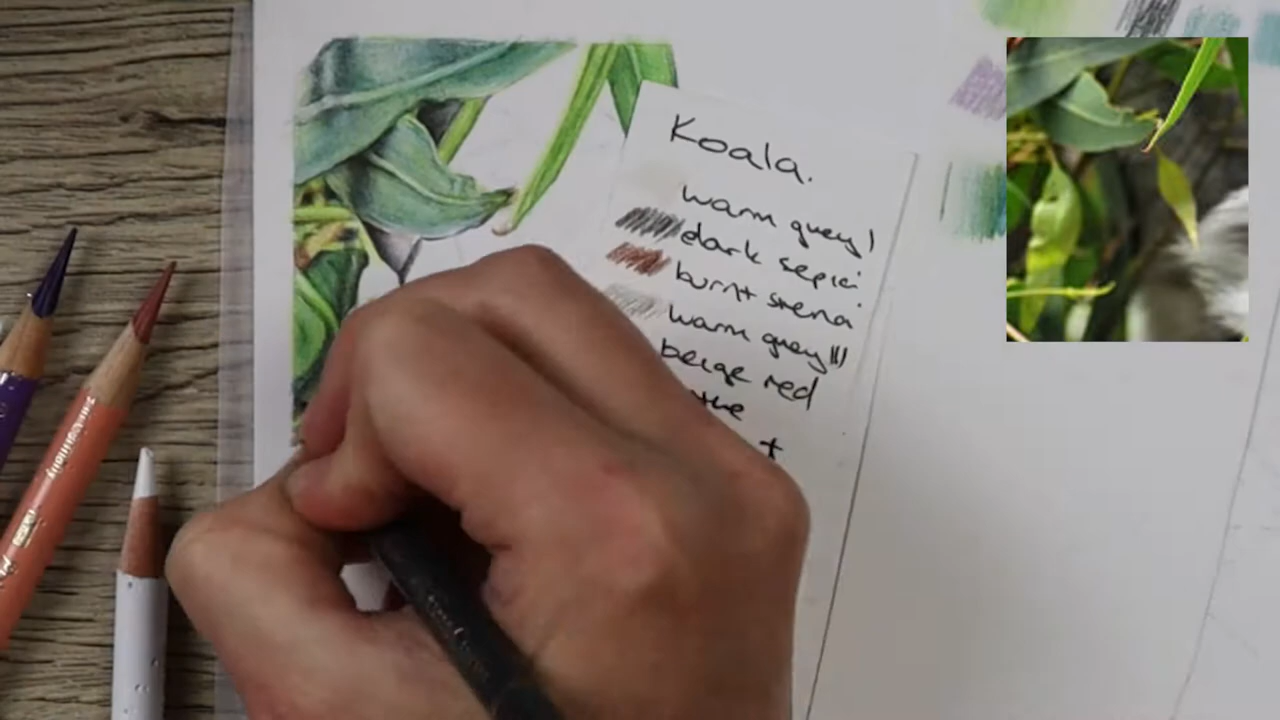 Koala.
warm grey I
dark sepia
burnt siena
warm grey III
beige red